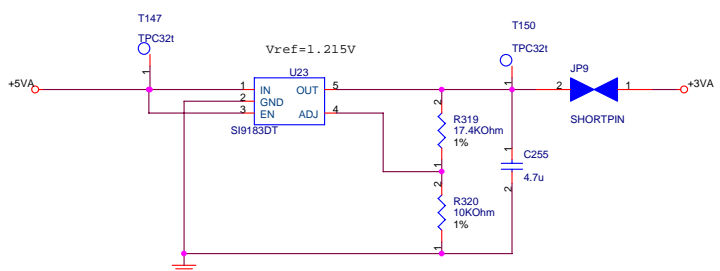 T147
TPC32t
1
Vref=1.215V
T150
TPC32t
1
+5VA
U23
1 IN OUT 5
2 GND
3 EN ADJ 4
SI9183DT
JP9
2 1
+3VA
SHORTPIN
2
R319
17.4KOhm
1%
1
1
C255
4.7u
2
2
R320
10KOhm
1%
1